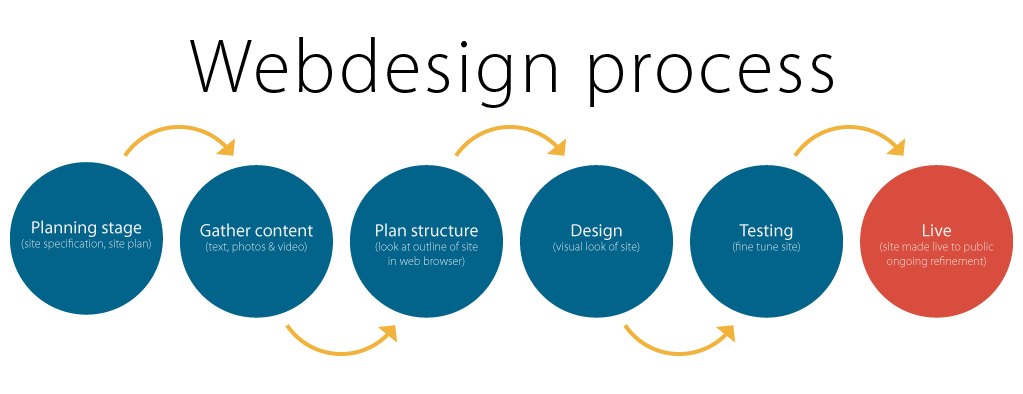 Webdesign process
Planning stage
(site specification, site plan)
Gather content
(text, photos & video)
Plan structure
(look at outline of site
in web browser)
Design
(visual look of site)
Testing
(fine tune site)
Live
(site made live to public
ongoing refinement)